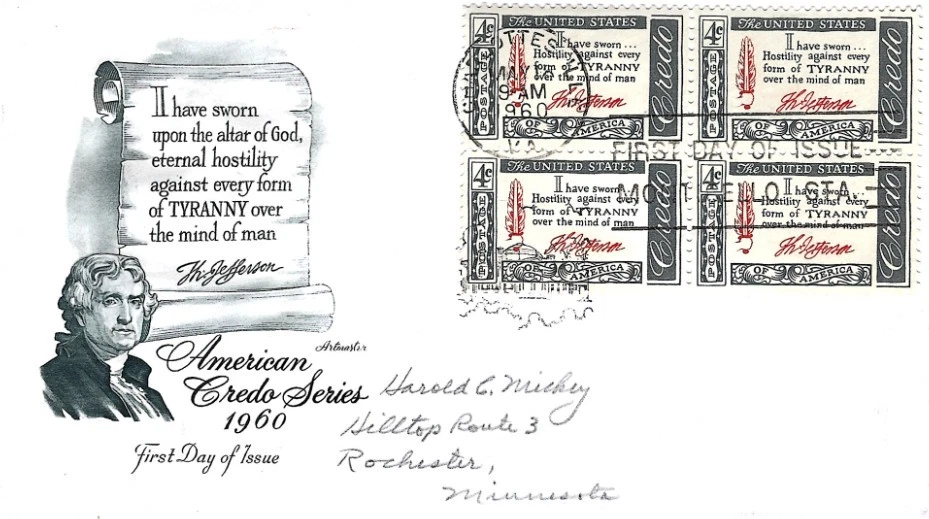 I have sworn
upon the altar of God,
eternal hostility
against every form
of TYRANNY over
the mind of man
Th: Jefferson
Artmaster
American
Credo Series
1960
First Day of Issue
4c
The UNITED STATES
POSTAGE
I have sworn...
Hostility against every
form of TYRANNY
over the mind of man
Th Jefferson
Credo
OF AMERICA
4c
The UNITED STATES
POSTAGE
I have sworn...
Hostility against every
form of TYRANNY
over the mind of man
Th Jefferson
Credo
OF AMERICA
MAY
9-AM
1960
VA.
FIRST DAY OF ISSUE
MONTICELLO STA.
4c
The UNITED STATES
POSTAGE
I have sworn...
Hostility against every
form of TYRANNY
over the mind of man
Th Jefferson
Credo
OF AMERICA
4c
The UNITED STATES
POSTAGE
I have sworn...
Hostility against every
form of TYRANNY
over the mind of man
Th Jefferson
Credo
OF AMERICA
Harold C. Mickey
Hilltop Route 3
Rochester,
Minnesota